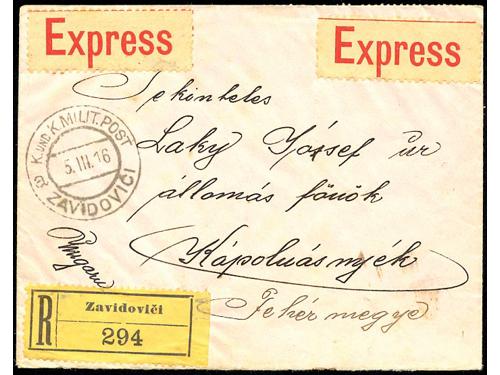 Express
Express
Tekintetes
Laky József úr
állomás főnök
Kápolnásnyék
Fehér megye
K. UND K. MILIT. POST
5.III.16
ZAVIDOVIĆI
Ungarn
R
Zavidovići
294